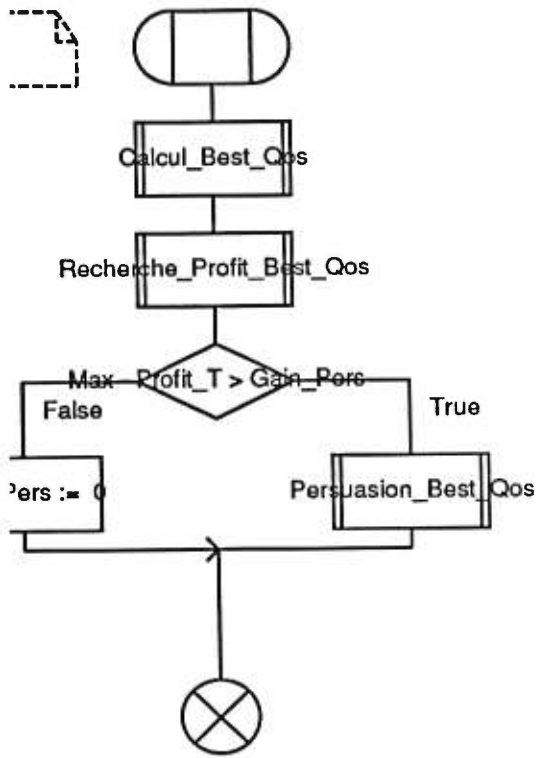 Calcul_Best_Qos
Recherche_Profit_Best_Qos
Max_Profit_T > Gain_Pers
False
True
Pers := 0
Persuasion_Best_Qos